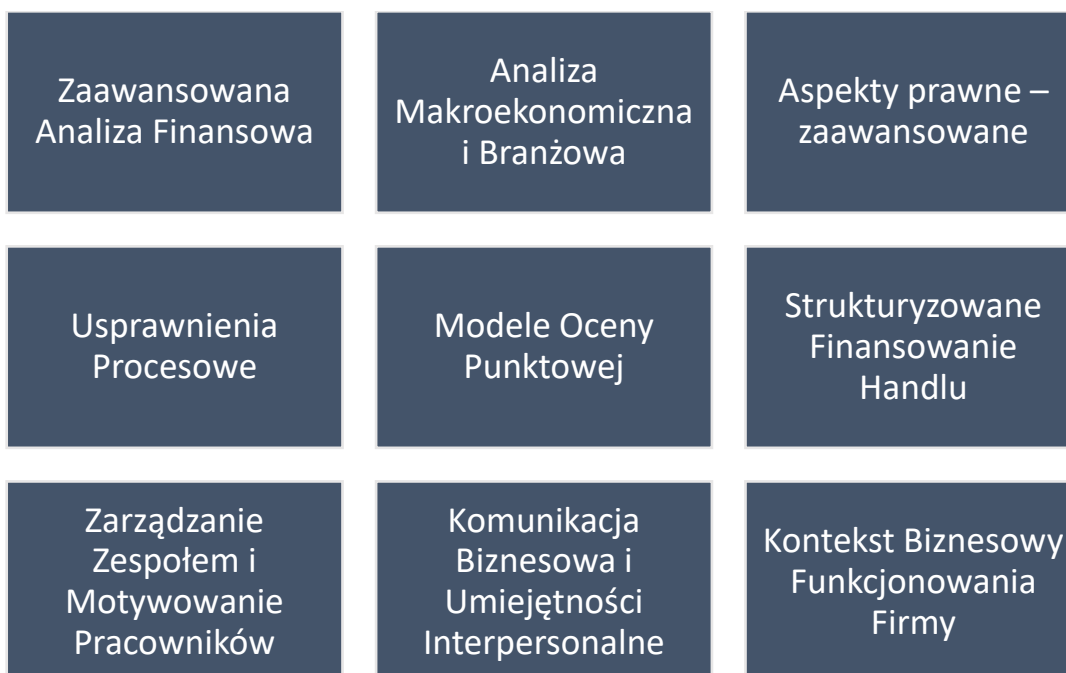 Zaawansowana
Analiza Finansowa
Analiza
Makroekonomiczna
i Branżowa
Aspekty prawne –
zaawansowane
Usprawnienia
Procesowe
Modele Oceny
Punktowej
Strukturyzowane
Finansowanie
Handlu
Zarządzanie
Zespołem i
Motywowanie
Pracowników
Komunikacja
Biznesowa i
Umiejętności
Interpersonalne
Kontekst Biznesowy
Funkcjonowania
Firmy